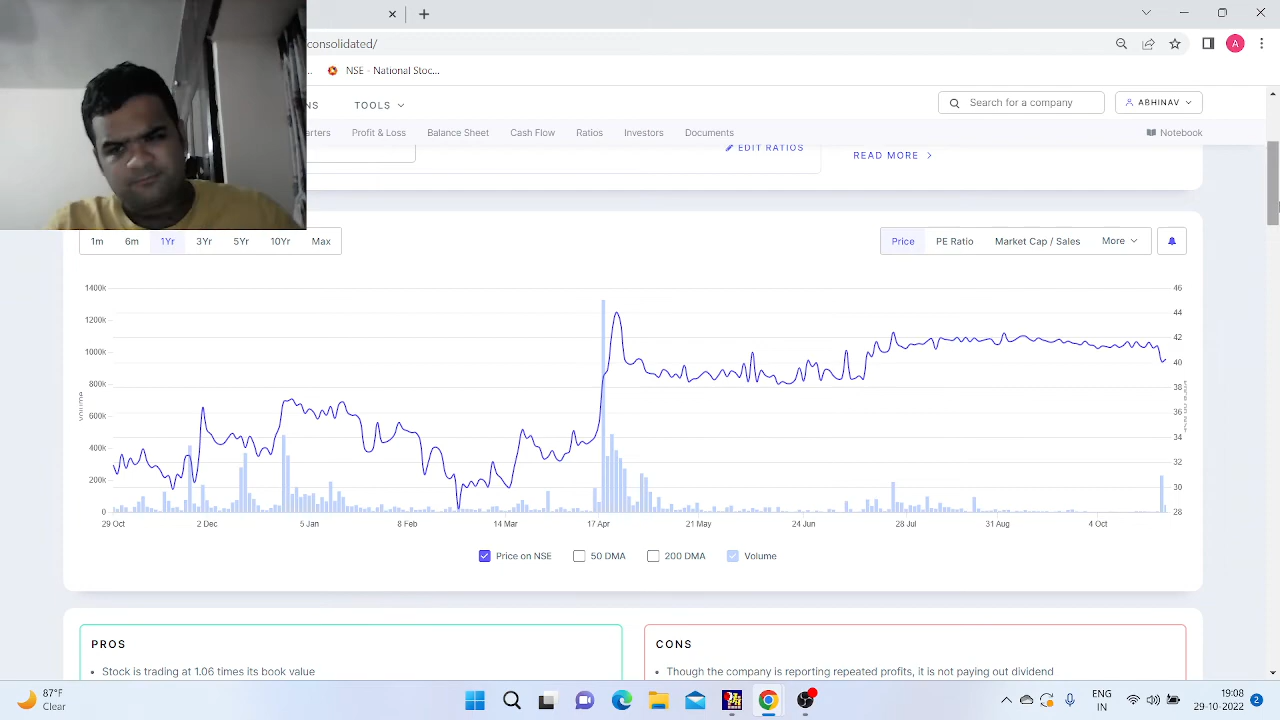 consolidated/
...
NSE - National Stoc...
NS
TOOLS
Search for a company
ABHINAV
arters
Profit & Loss
Balance Sheet
Cash Flow
Ratios
Investors
Documents
Notebook
EDIT RATIOS
READ MORE
1m
6m
1Yr
3Yr
5Yr
10Yr
Max
Price
PE Ratio
Market Cap / Sales
More
1400k
1200k
1000k
800k
600k
400k
200k
0
Volume
46
44
42
40
38
36
34
32
30
28
29 Oct
2 Dec
5 Jan
8 Feb
14 Mar
17 Apr
21 May
24 Jun
28 Jul
31 Aug
4 Oct
Price on NSE
50 DMA
200 DMA
Volume
PROS
Stock is trading at 1.06 times its book value
CONS
Though the company is reporting repeated profits, it is not paying out dividend
87°F
Clear
ENG
IN
19:08
29-10-2022
2
A